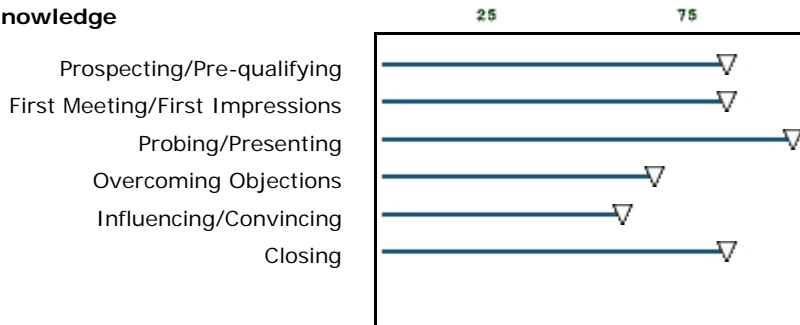 nowledge 25 75
Prospecting/Pre-qualifying
First Meeting/First Impressions
Probing/Presenting
Overcoming Objections
Influencing/Convincing
Closing